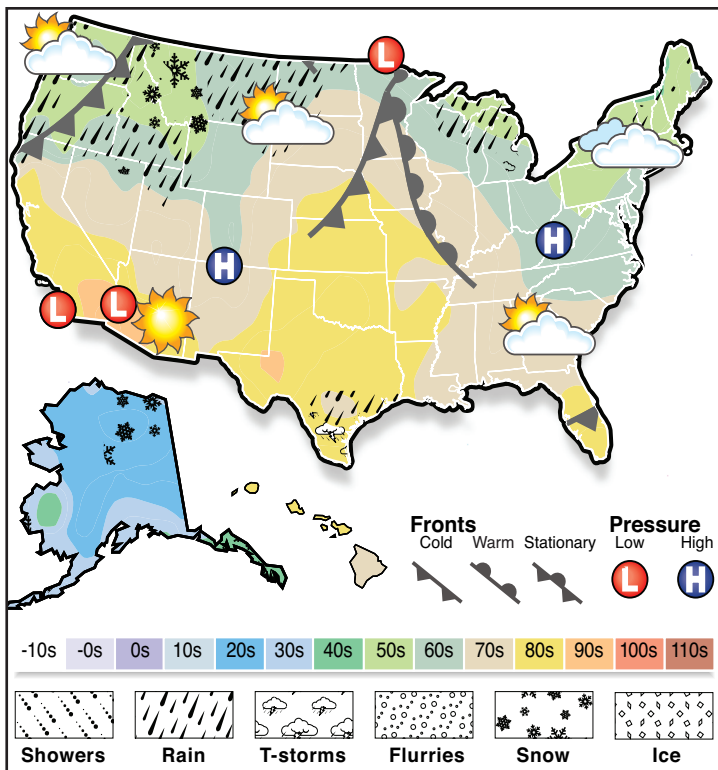 L
H
H
L
L
Fronts
Pressure
Cold Warm Stationary
Low High
L H
-10s -0s 0s 10s 20s 30s 40s 50s 60s 70s 80s 90s 100s 110s
Showers Rain T-storms Flurries Snow Ice